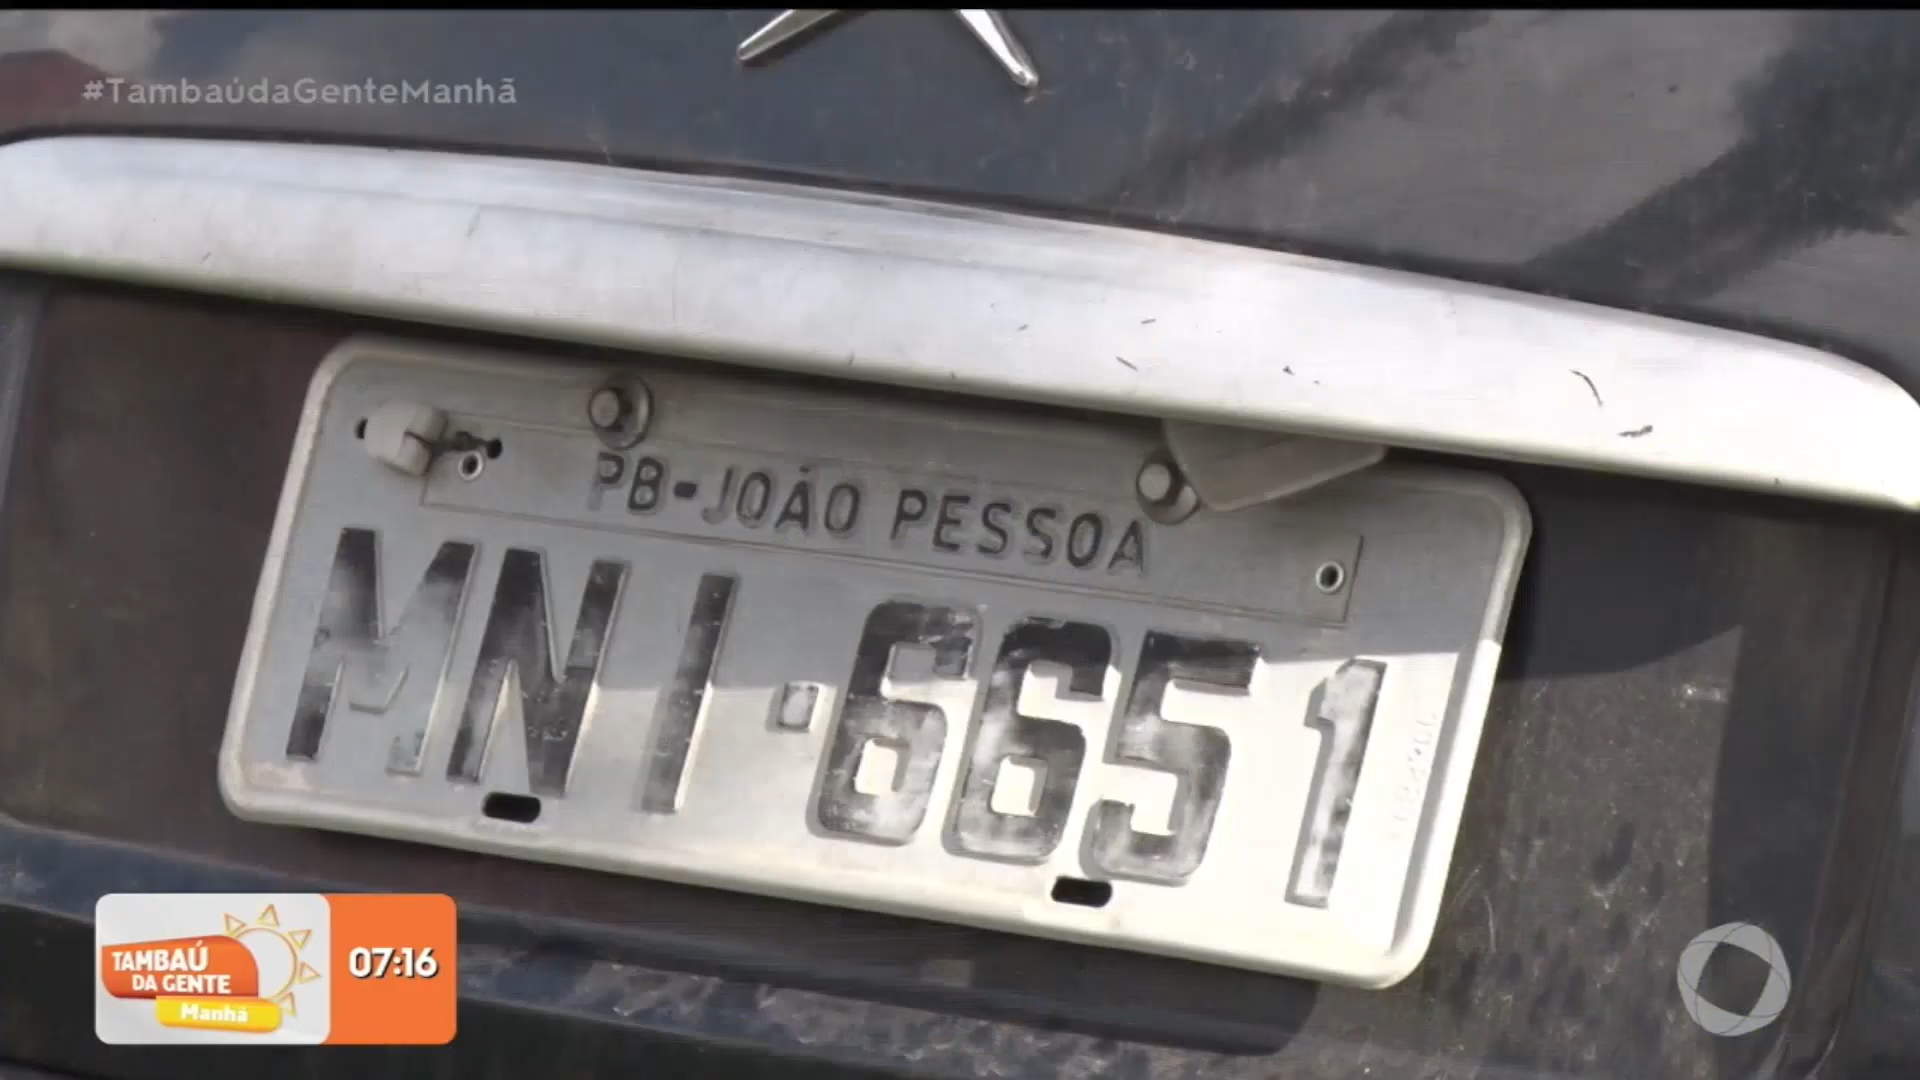 #TambaúdaGenteManhã
PB-JOÃO PESSOA
MNI·6651
TAMBAÚ
DA GENTE
Manhã
07:16